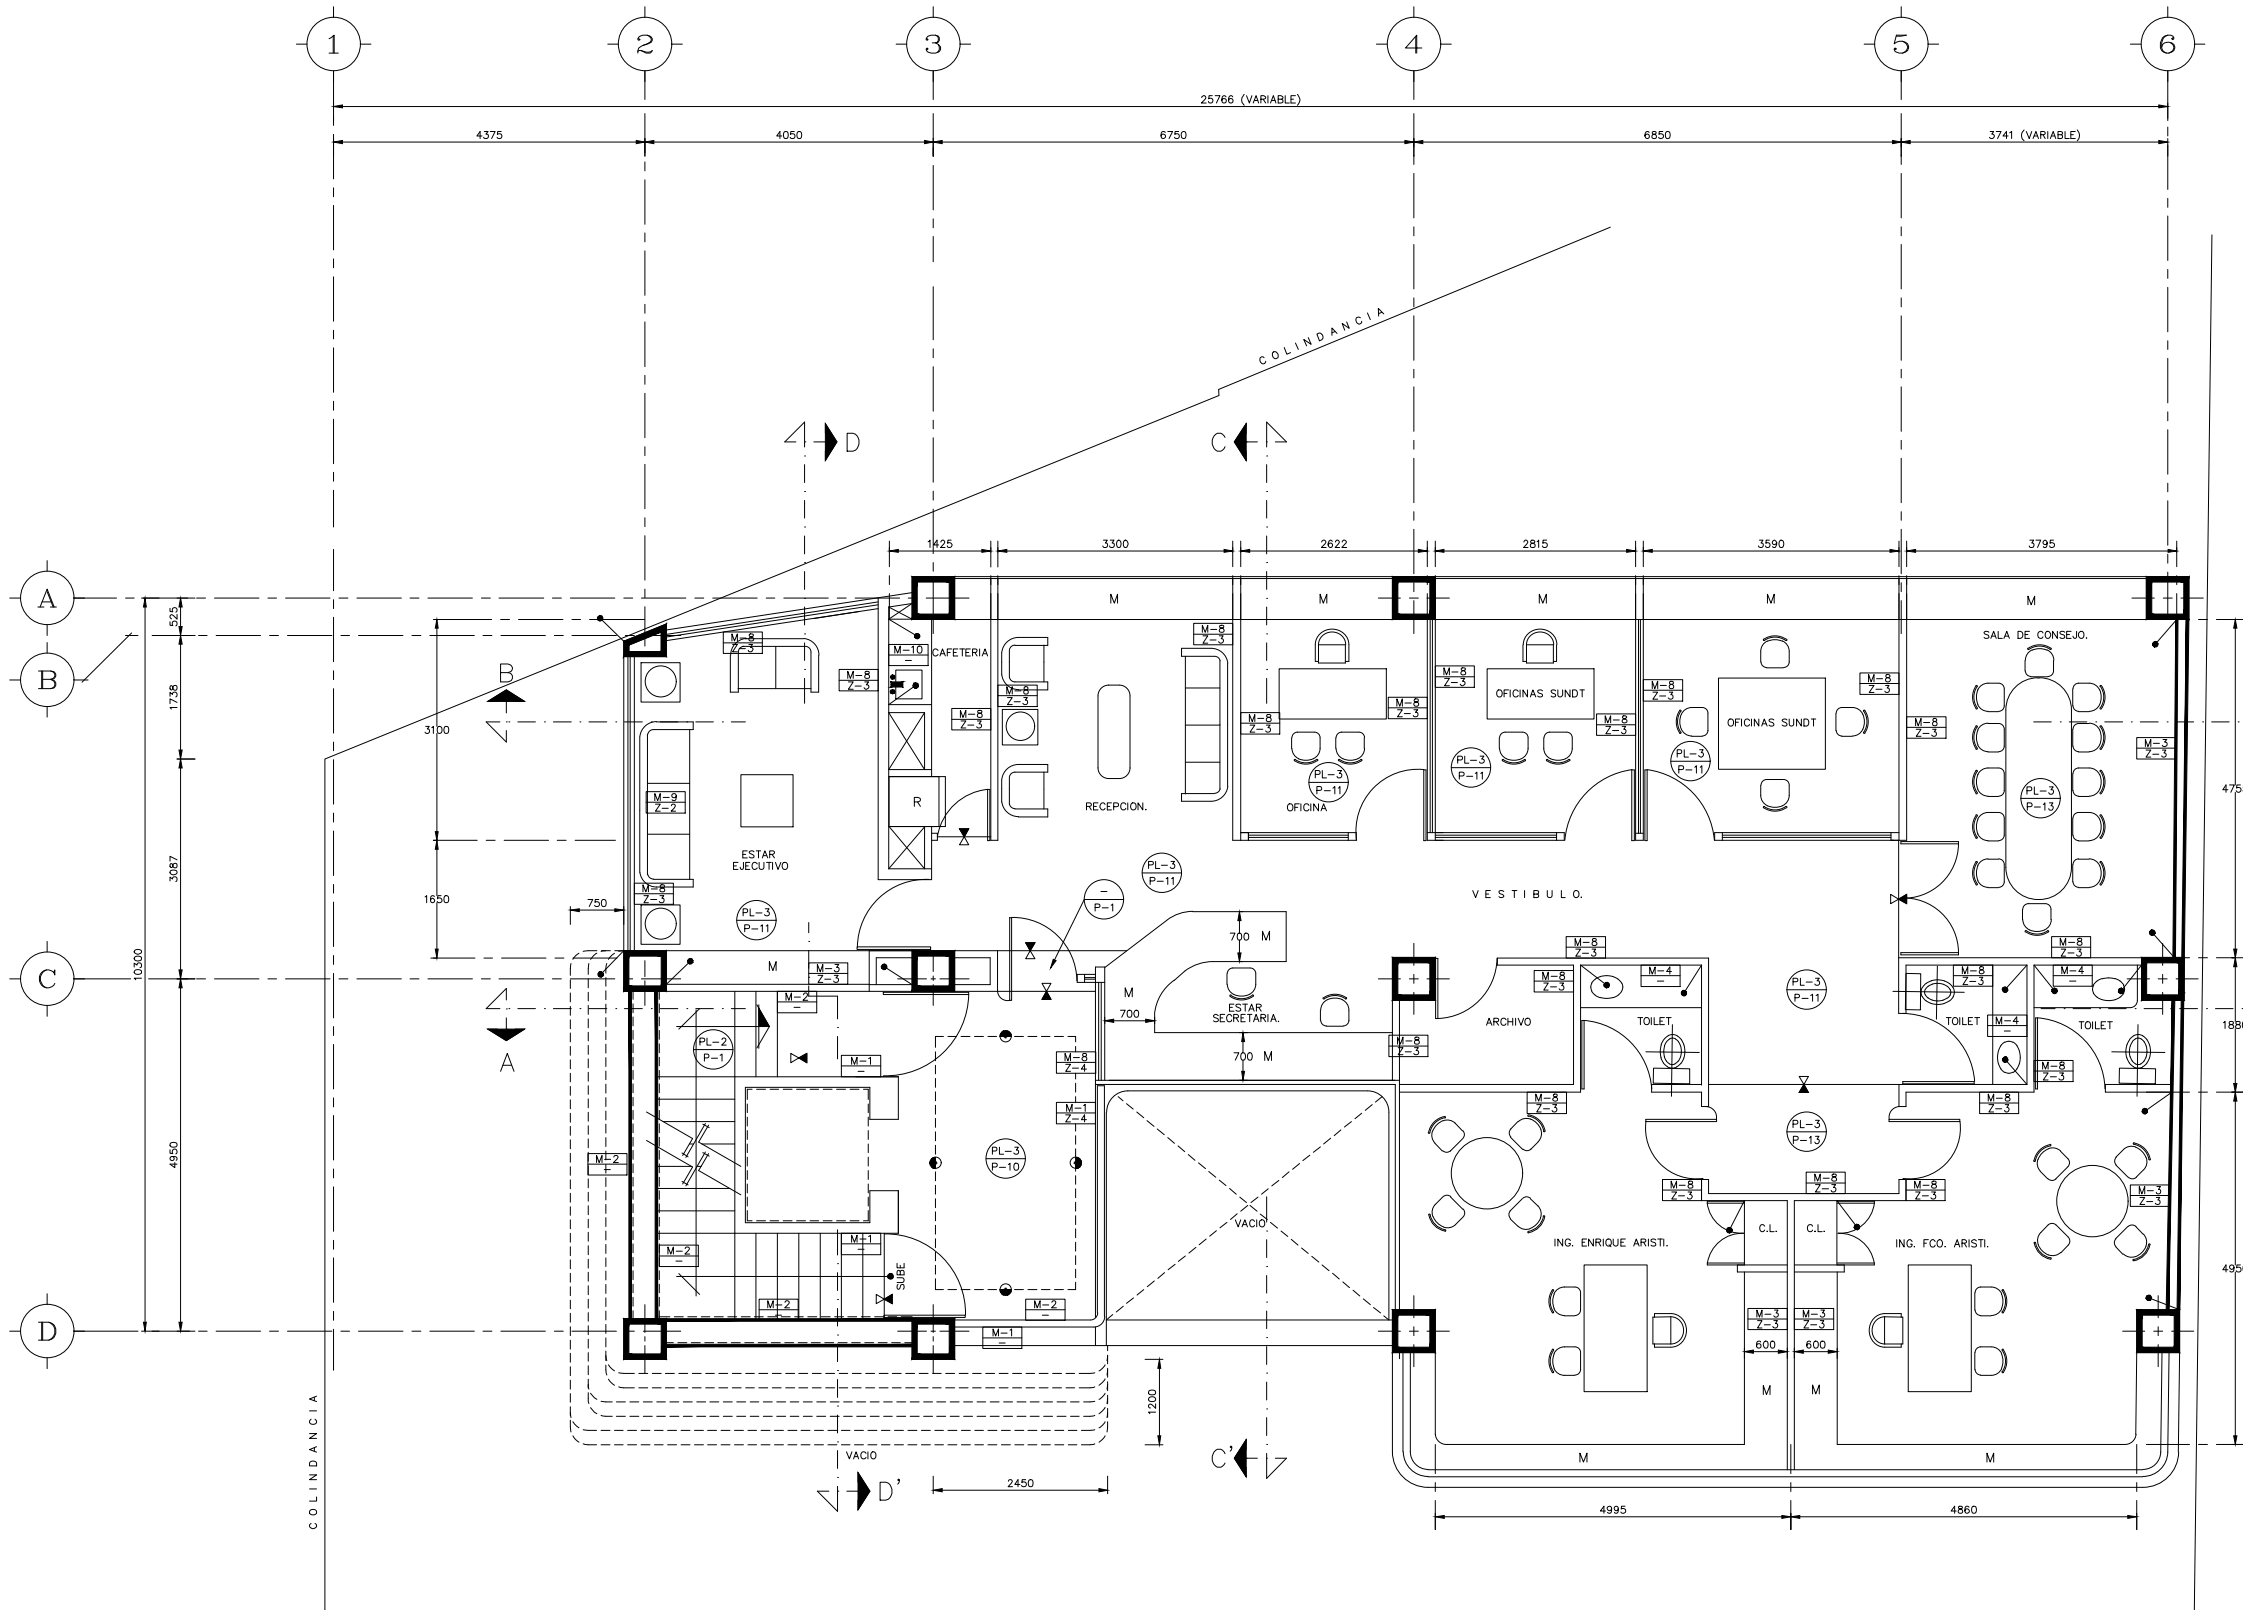 1 2 3 4 5 6
25766 (VARIABLE)
4375 4050 6750 6850 3741 (VARIABLE)
COLINDANCIA
D C
1425 3300 2622 2815 3590 3795
A
525
M M M M M
SALA DE CONSEJO.
M-8
Z-3
M-8
Z-3
M-10
–
CAFETERIA
B
B
M-8
Z-3
M-8
Z-3
M-8
Z-3
M-8
Z-3
M-8
Z-3
M-8
Z-3
OFICINAS SUNDT
OFICINAS SUNDT
1738
3100
M-8
Z-3
M-8
Z-3
M-8
Z-3
M-8
Z-3
M-3
Z-3
PL-3
P-11
PL-3
P-11
PL-3
P-11
PL-3
P-13
M-9
Z-2
R
RECEPCION.
OFICINA
ESTAR
EJECUTIVO
3087
PL-3
P-11
–
P-1
VESTIBULO.
M-8
Z-3
1650
750
PL-3
P-11
700 M
M-8
Z-3
M-8
Z-3
10300
C
M
M-3
Z-3
M-2
–
M
M-8
Z-3
M-4
–
PL-3
P-11
M-8
Z-3
M-4
–
ESTAR
SECRETARIA.
700
ARCHIVO
TOILET
TOILET
M-4
–
TOILET
1880
A
PL-2
P-1
M-1
–
M-8
Z-4
700 M
M-8
Z-3
M-8
Z-3
M-1
Z-4
M-8
Z-3
M-8
Z-3
PL-3
P-13
4950
M-2
–
PL-3
P-10
M-8
Z-3
M-8
Z-3
M-8
Z-3
M-3
Z-3
VACIO
C.L.
C.L.
ING. ENRIQUE ARISTI.
ING. FCO. ARISTI.
M-2
–
M-1
–
SUBE
M-2
–
M-2
–
M-3
Z-3
M-3
Z-3
D
M-1
–
600 600
M M
1200
COLINDANCIA
VACIO
C'
M M
D'
2450
4995 4860